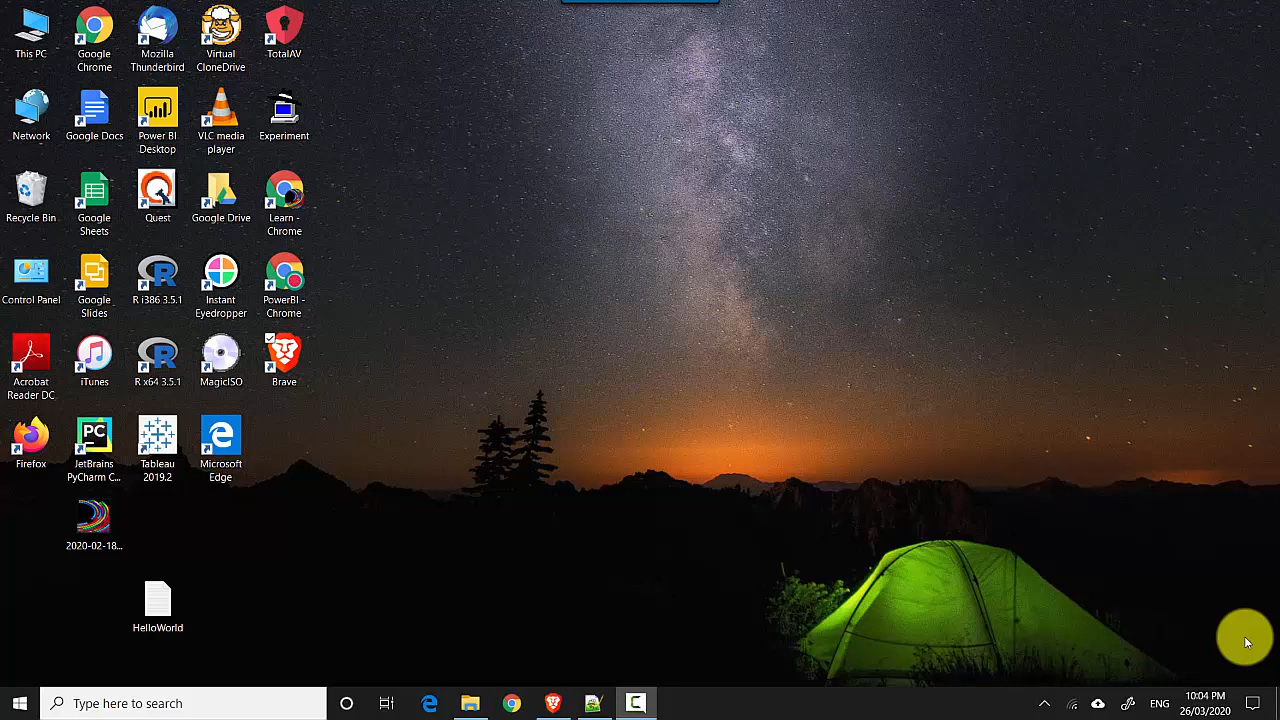 This PC
Google Chrome
Mozilla Thunderbird
Virtual CloneDrive
TotalAV
Network
Google Docs
Power BI Desktop
VLC media player
Experiment
Recycle Bin
Google Sheets
Quest
Google Drive
Learn - Chrome
Control Panel
Google Slides
R i386 3.5.1
Instant Eyedropper
PowerBI - Chrome
Acrobat Reader DC
iTunes
R x64 3.5.1
MagicISO
Brave
Firefox
JetBrains PyCharm C...
Tableau 2019.2
Microsoft Edge
2020-02-18...
HelloWorld
Type here to search
ENG
10:04 PM
26/03/2020